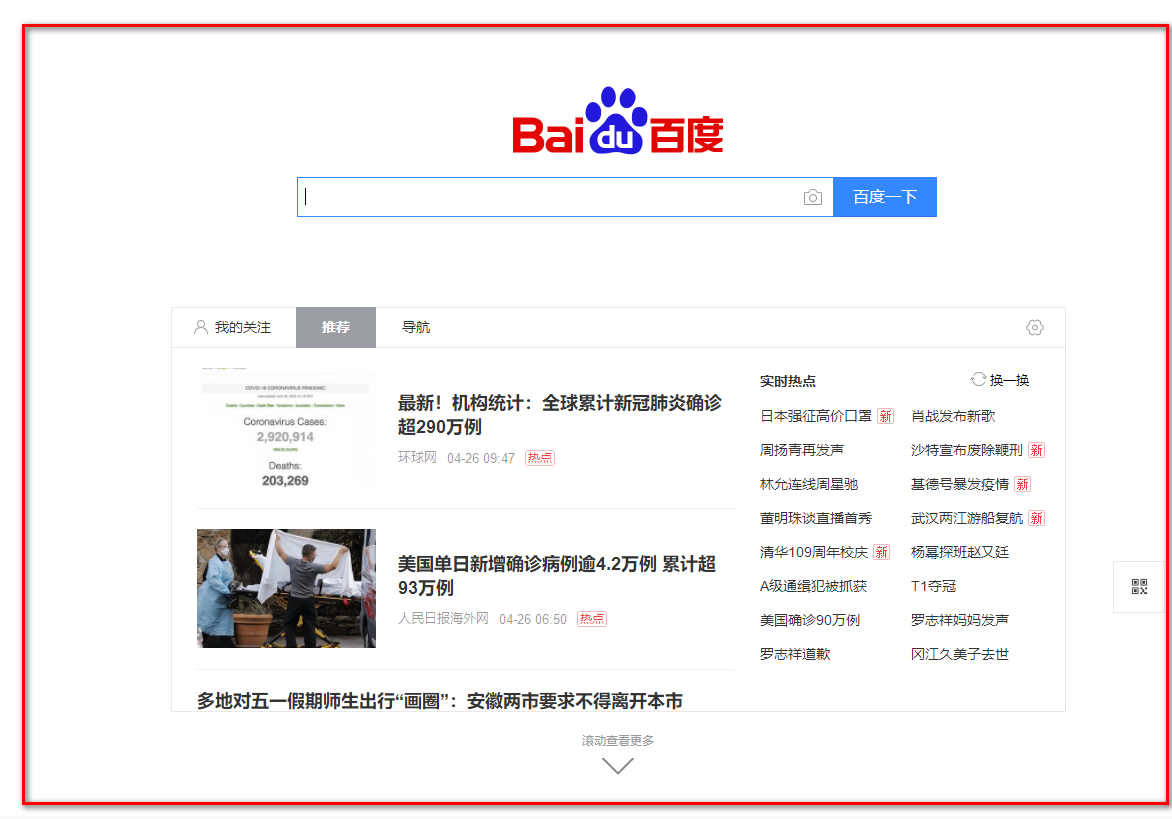 Bai du 百度
百度一下
我的关注 推荐 导航
COVID-19 CORONAVIRUS PANDEMIC
Coronavirus Cases:
2,920,914
Deaths:
203,269
最新！机构统计：全球累计新冠肺炎确诊
超290万例
环球网 04-26 09:47 热点
美国单日新增确诊病例逾4.2万例 累计超
93万例
人民日报海外网 04-26 06:50 热点
多地对五一假期师生出行“画圈”：安徽两市要求不得离开本市
实时热点 换一换
日本强征高价口罩 新 肖战发布新歌
周扬青再发声 沙特宣布废除鞭刑 新
林允连线周星驰 基德号暴发疫情 新
董明珠谈直播首秀 武汉两江游船复航 新
清华109周年校庆 新 杨幂探班赵又廷
A级通缉犯被抓获 T1夺冠
美国确诊90万例 罗志祥妈妈发声
罗志祥道歉 冈江久美子去世
滚动查看更多